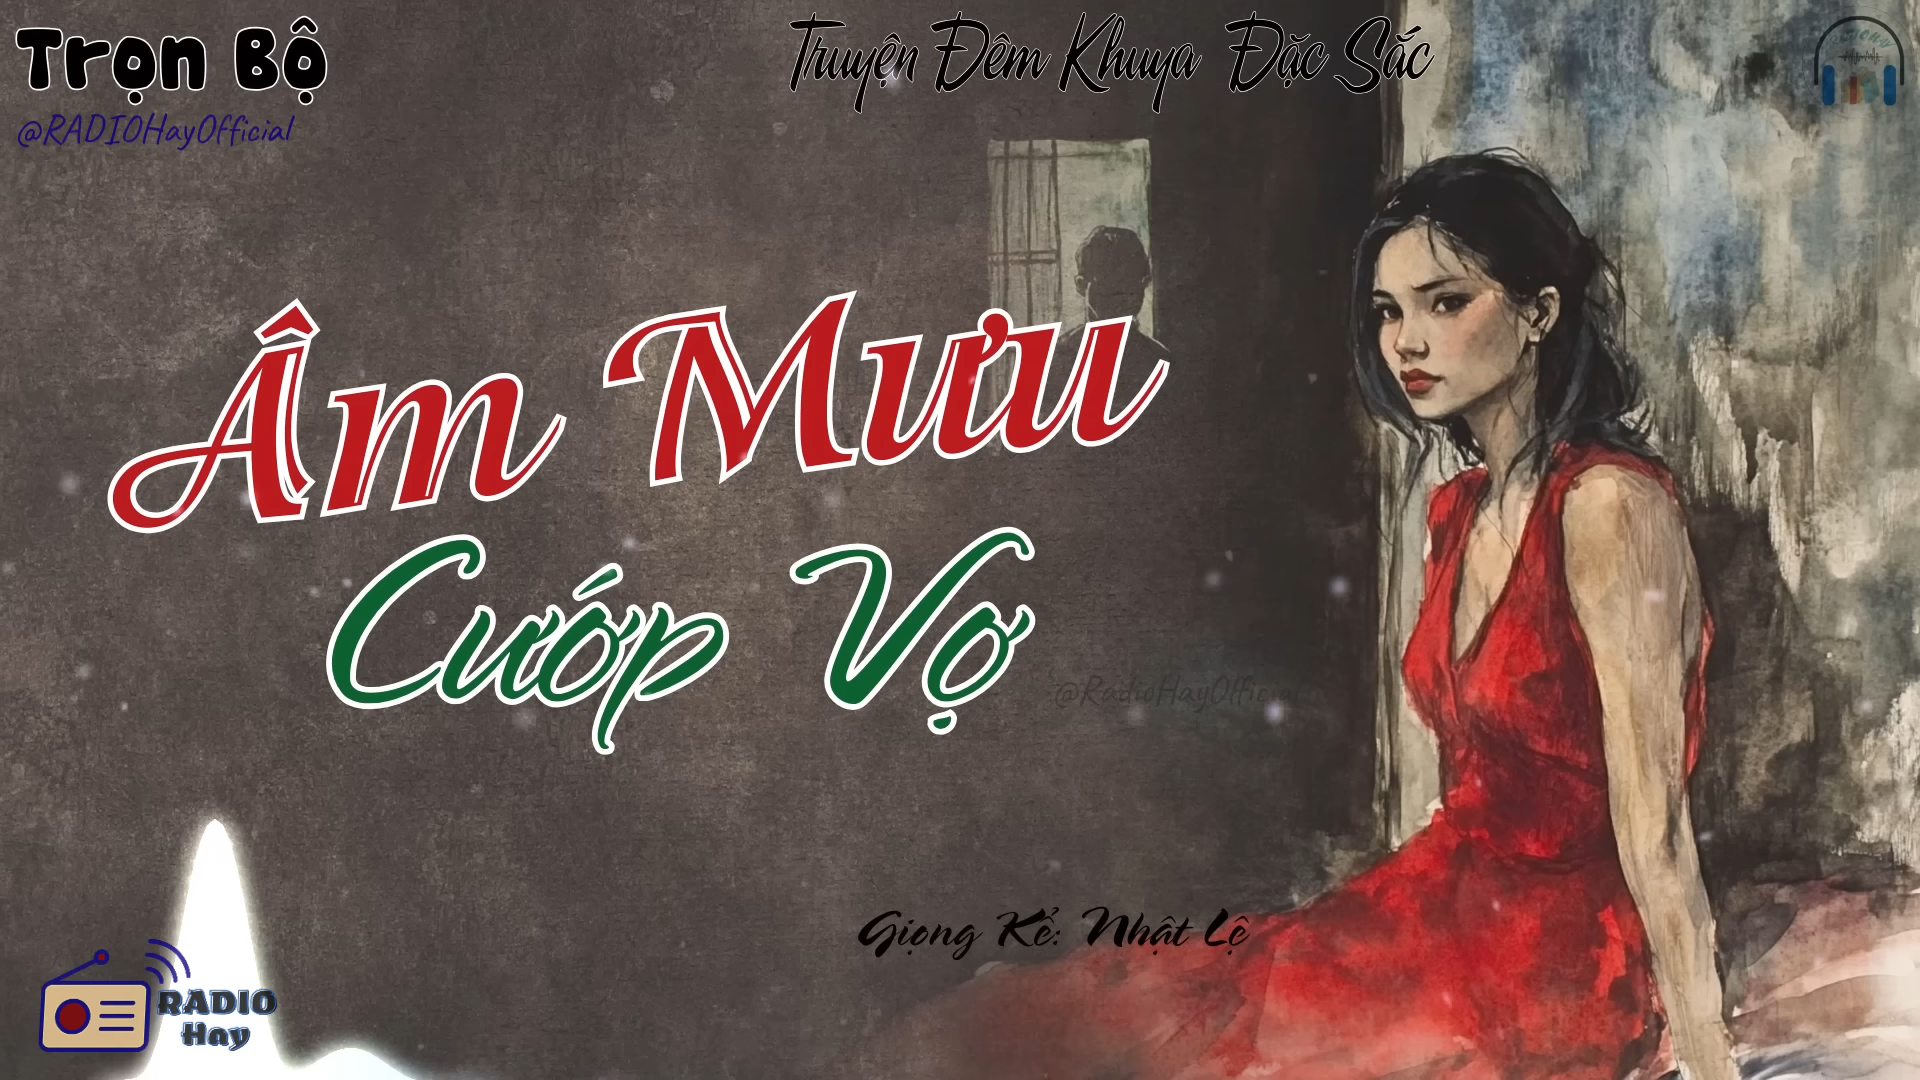 Trọn Bộ
@RADIOHayOfficial
Truyện Đêm Khuya Đặc Sắc
Âm Mưu
Cướp Vợ
@RadioHayOfficial
Giọng Kể: Nhật Lệ
RADIO
Hay